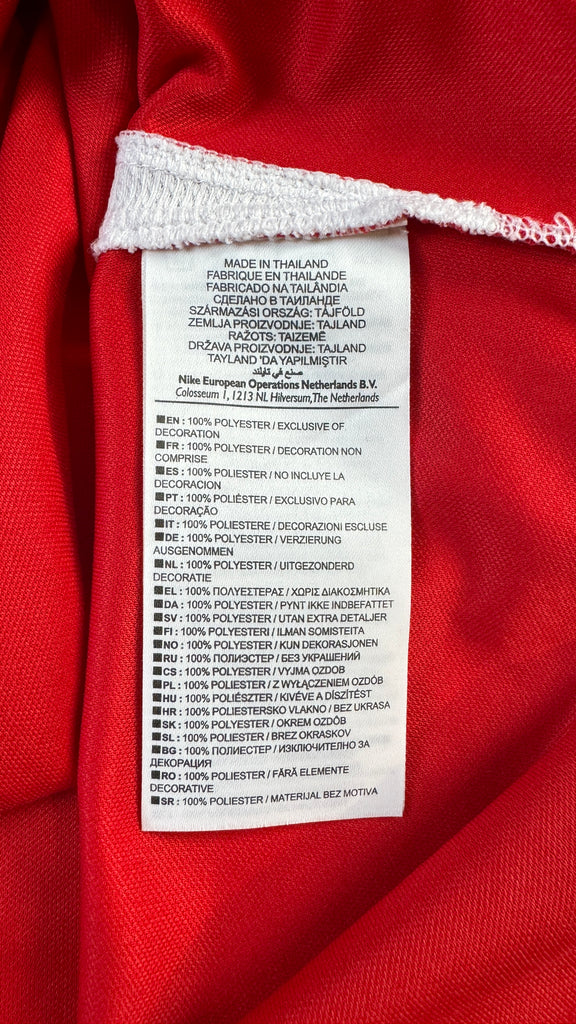 MADE IN THAILAND
FABRIQUE EN THAILANDE
FABRICADO NA TAILÂNDIA
СДЕЛАНО В ТАИЛАНДЕ
SZÁRMAZÁSI ORSZÁG: TÁJFÖLD
ZEMLJA PROIZVODNJE: TAJLAND
RAŽOTS: TAIZEMĒ
DRŽAVA PROIZVODNJE: TAJLAND
TAYLAND 'DA YAPILMIŞTIR
صنع في تايلند
Nike European Operations Netherlands B.V.
Colosseum 1, 1213 NL Hilversum,The Netherlands
EN : 100% POLYESTER / EXCLUSIVE OF
DECORATION
FR : 100% POLYESTER / DECORATION NON
COMPRISE
ES : 100% POLIÉSTER / NO INCLUYE LA
DECORACION
PT : 100% POLIÉSTER / EXCLUSIVO PARA
DECORAÇÃO
IT : 100% POLIESTERE / DECORAZIONI ESCLUSE
DE : 100% POLYESTER / VERZIERUNG
AUSGENOMMEN
NL : 100% POLYESTER / UITGEZONDERD
DECORATIE
EL : 100% ΠΟΛΥΕΣΤΕΡΑΣ / ΧΩΡΙΣ ΔΙΑΚΟΣΜΗΤΙΚΑ
DA : 100% POLYESTER / PYNT IKKE INDBEFATTET
SV : 100% POLYESTER / UTAN EXTRA DETALJER
FI : 100% POLYESTERI / ILMAN SOMISTEITA
NO : 100% POLYESTER / KUN DEKORASJONEN
RU : 100% ПОЛИЭСТЕР / БЕЗ УКРАШЕНИЙ
CS : 100% POLYESTER / VYJMA OZDOB
PL : 100% POLIESTER / Z WYŁĄCZENIEM OZDÓB
HU : 100% POLIÉSZTER / KIVÉVE A DÍSZÍTÉST
HR : 100% POLIESTERSKO VLAKNO / BEZ UKRASA
SK : 100% POLYESTER / OKREM OZDÔB
SL : 100% POLIESTER / BREZ OKRASKOV
BG : 100% ПОЛИЕСТЕР / ИЗКЛЮЧИТЕЛНО ЗА
ДЕКОРАЦИЯ
RO : 100% POLIESTER / FĂRĂ ELEMENTE
DECORATIVE
SR : 100% POLIESTER / MATERIJAL BEZ MOTIVA